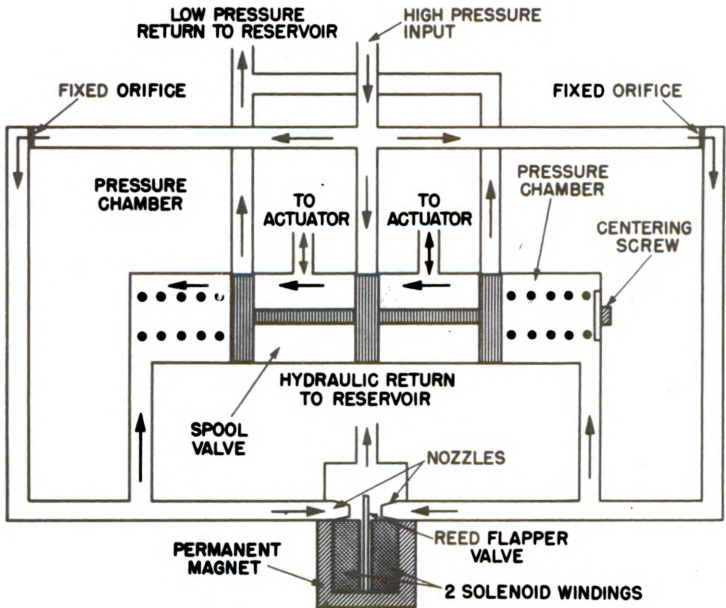 LOW PRESSURE
RETURN TO RESERVOIR
HIGH PRESSURE
INPUT
FIXED ORIFICE
FIXED ORIFICE
PRESSURE
CHAMBER
TO
ACTUATOR
TO
ACTUATOR
PRESSURE
CHAMBER
CENTERING
SCREW
HYDRAULIC RETURN
TO RESERVOIR
SPOOL
VALVE
NOZZLES
REED FLAPPER
VALVE
PERMANENT
MAGNET
2 SOLENOID WINDINGS